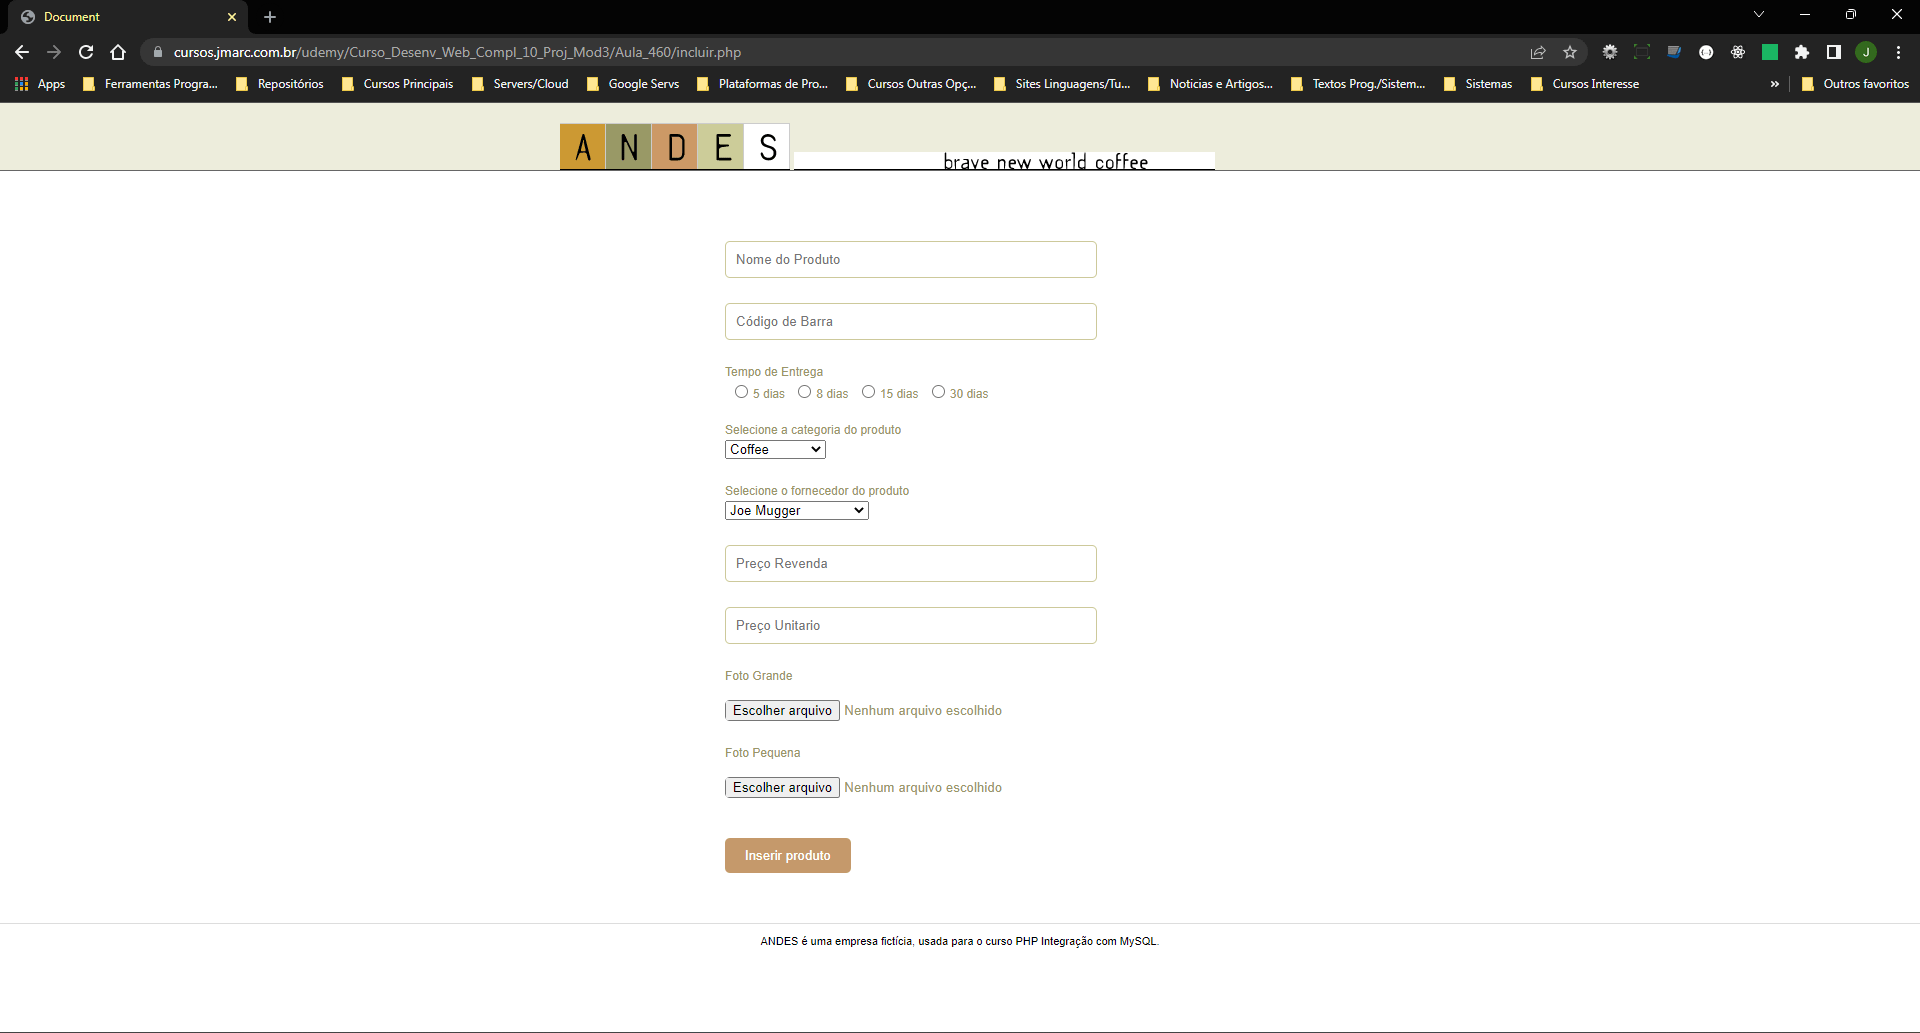 Document
cursos.jmarc.com.br/udemy/Curso_Desenv_Web_Compl_10_Proj_Mod3/Aula_460/incluir.php
J
Apps Ferramentas Progra... Repositórios Cursos Principais Servers/Cloud Google Servs Plataformas de Pro... Cursos Outras Opç... Sites Linguagens/Tu... Noticias e Artigos... Textos Prog./Sistem... Sistemas Cursos Interesse » Outros favoritos
ANDES brave new world coffee
Nome do Produto
Código de Barra
Tempo de Entrega
5 dias 8 dias 15 dias 30 dias
Selecione a categoria do produto
Coffee
Selecione o fornecedor do produto
Joe Mugger
Preço Revenda
Preço Unitario
Foto Grande
Escolher arquivo Nenhum arquivo escolhido
Foto Pequena
Escolher arquivo Nenhum arquivo escolhido
Inserir produto
ANDES é uma empresa fictícia, usada para o curso PHP Integração com MySQL.